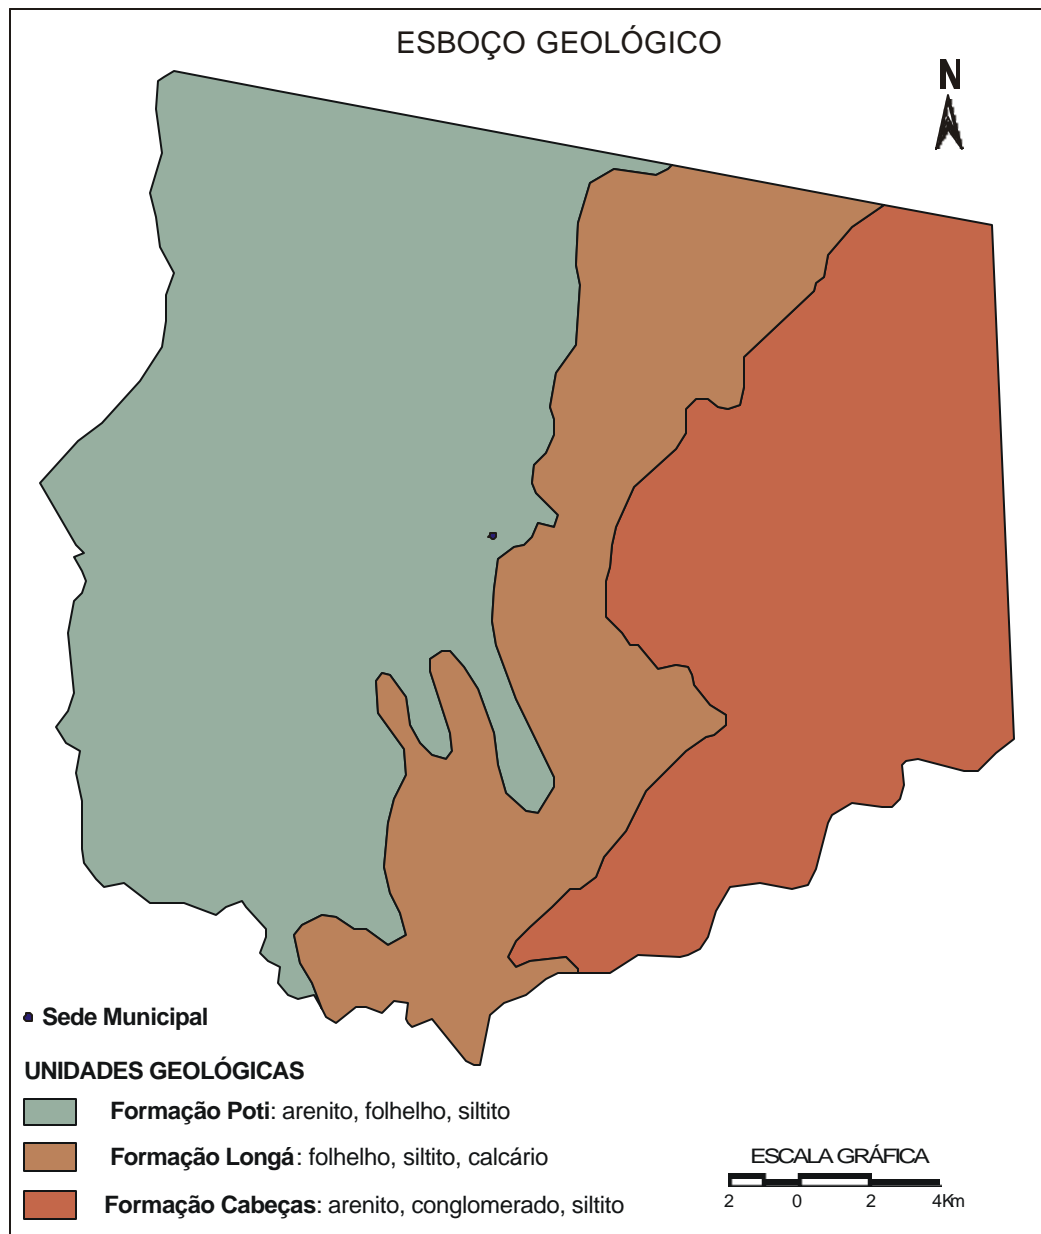 ESBOÇO GEOLÓGICO
N
Sede Municipal
UNIDADES GEOLÓGICAS
Formação Poti: arenito, folhelho, siltito
Formação Longá: folhelho, siltito, calcário
Formação Cabeças: arenito, conglomerado, siltito
ESCALA GRÁFICA
2 0 2 4Km